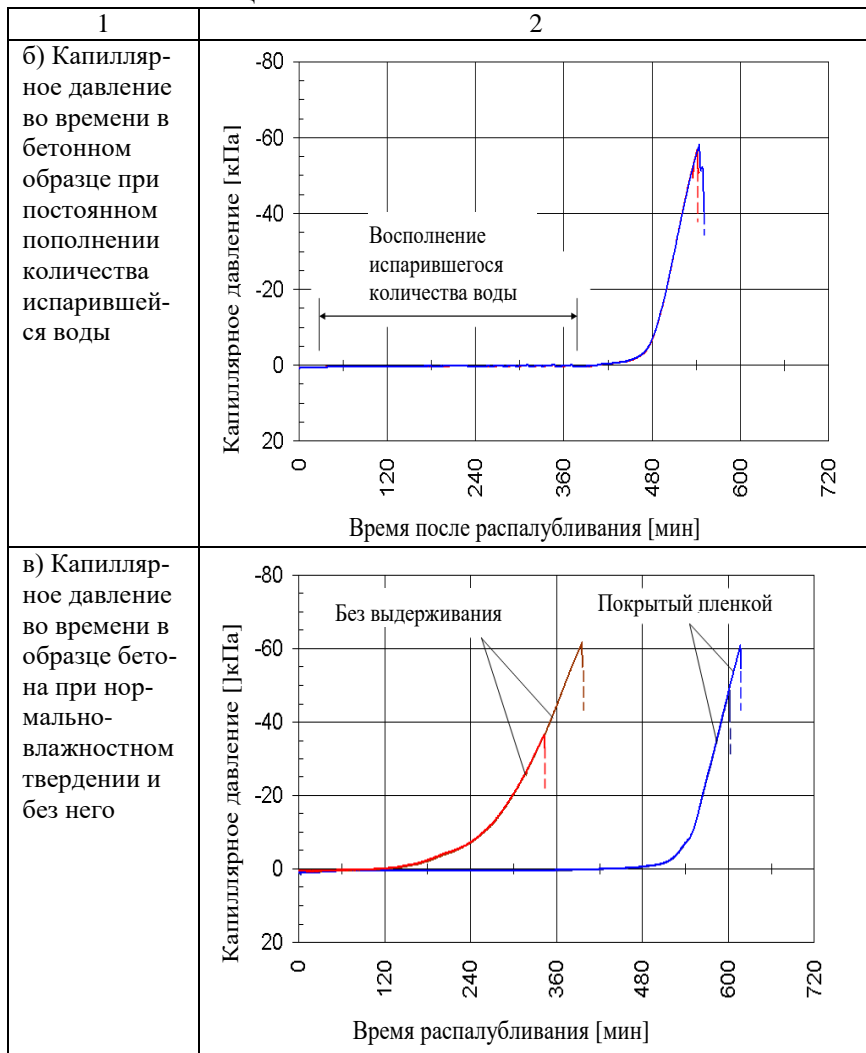 1
2
б) Капилляр-
ное давление
во времени в
бетонном
образце при
постоянном
пополнении
количества
испарившей-
ся воды
Капиллярное давление [кПа]
-80
-60
-40
-20
0
20
Восполнение
испарившегося
количества воды
0
120
240
360
480
600
720
Время после распалубливания [мин]
в) Капилляр-
ное давление
во времени в
образце бето-
на при нор-
мально-
влажностном
твердении и
без него
Капиллярное давление []кПа]
-80
-60
-40
-20
0
20
Без выдерживания
Покрытый пленкой
0
120
240
360
480
600
720
Время распалубливания [мин]